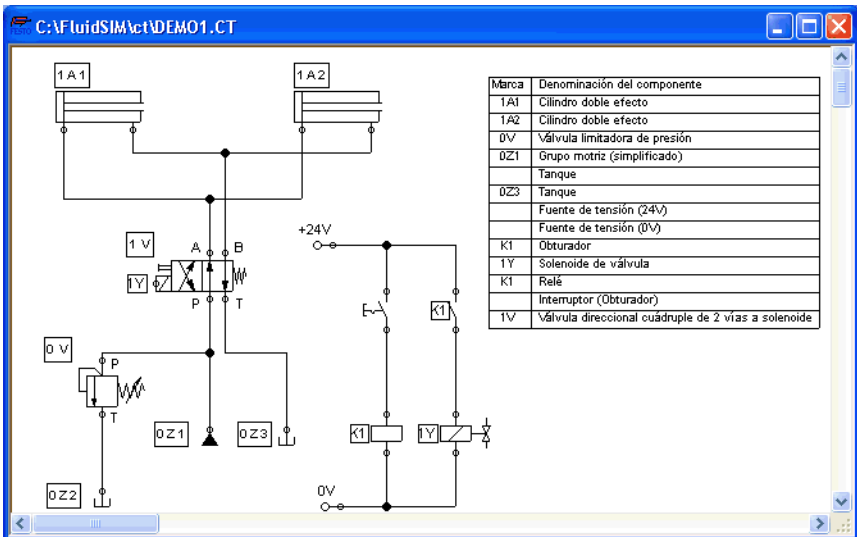 C:\FluidSIM\ct\DEMO1.CT
1A1
1A2
Marca Denominación del componente
1A1 Cilindro doble efecto
1A2 Cilindro doble efecto
0V Válvula limitadora de presión
0Z1 Grupo motriz (simplificado)
Tanque
0Z3 Tanque
Fuente de tensión (24V)
Fuente de tensión (0V)
K1 Obturador
1Y Solenoide de válvula
K1 Relé
Interruptor (Obturador)
1V Válvula direccional cuádruple de 2 vías a solenoide
+24V
1 V
A
B
1Y
P
T
K1
0 V
P
T
0Z1
0Z3
K1
1Y
0Z2
0V